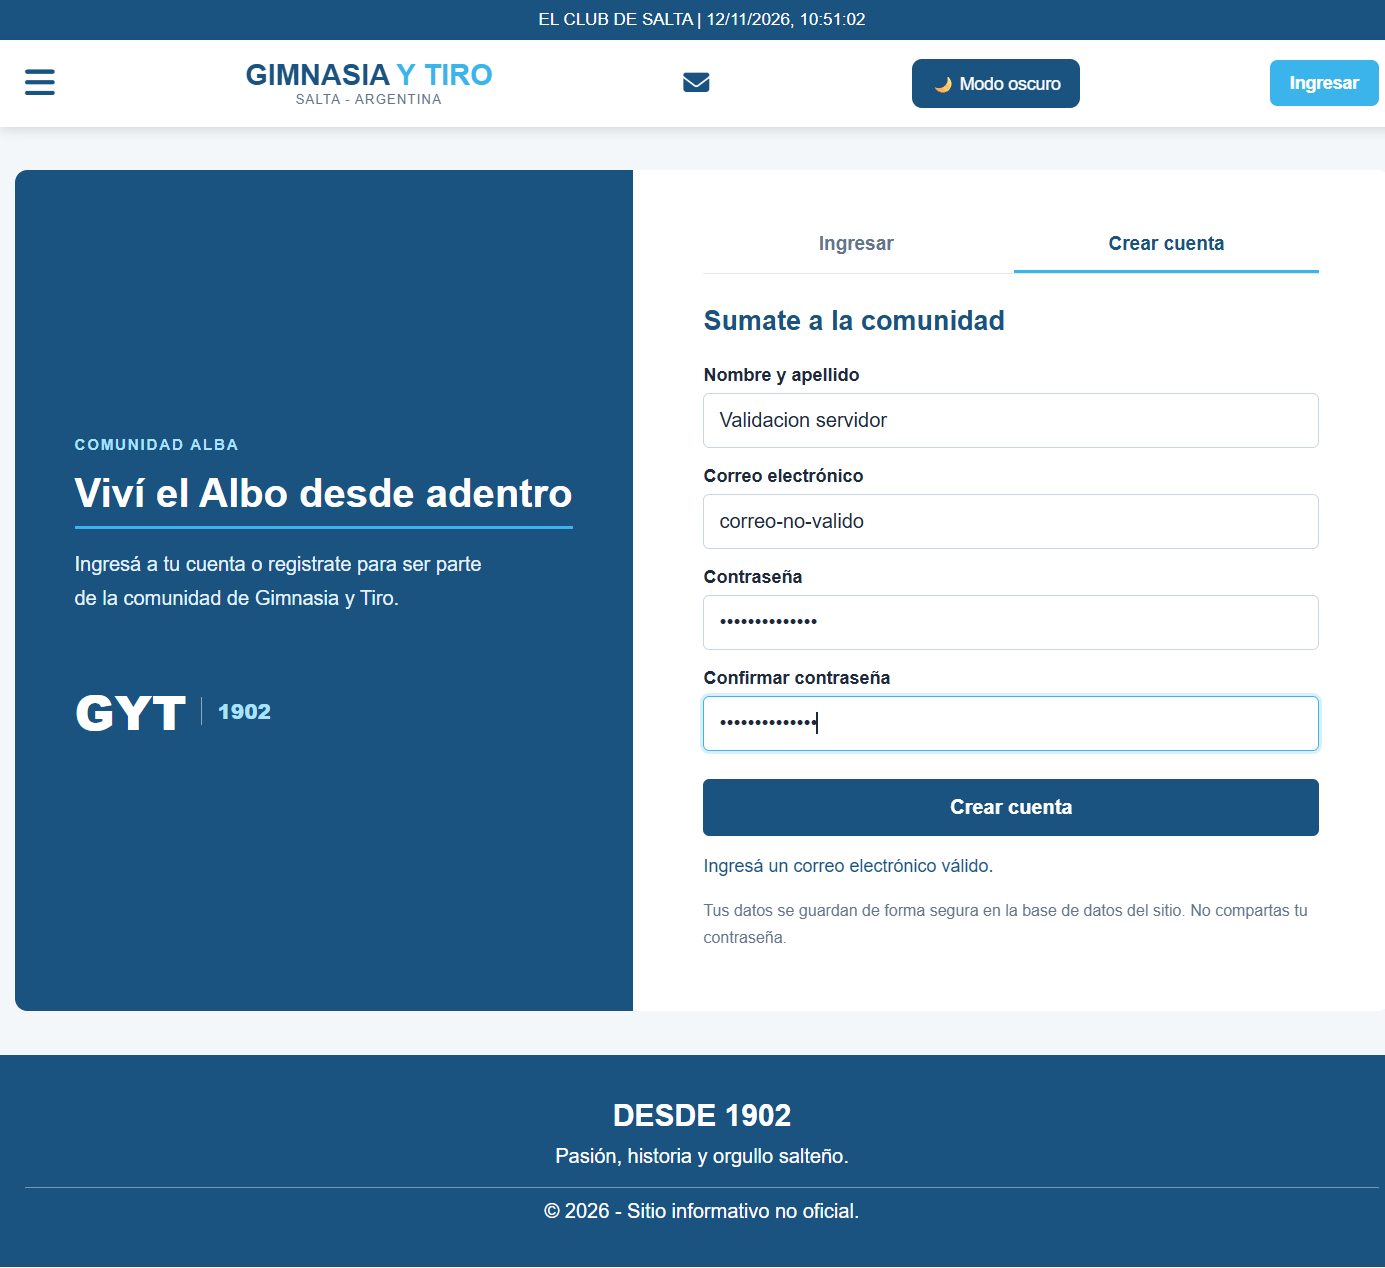 EL CLUB DE SALTA | 12/11/2026, 10:51:02
GIMNASIA Y TIRO
SALTA - ARGENTINA
🌙 Modo oscuro
Ingresar
COMUNIDAD ALBA
Viví el Albo desde adentro
Ingresá a tu cuenta o registrate para ser parte
de la comunidad de Gimnasia y Tiro.
GYT | 1902
Ingresar
Crear cuenta
Sumate a la comunidad
Nombre y apellido
Validacion servidor
Correo electrónico
correo-no-valido
Contraseña
••••••••••••••
Confirmar contraseña
••••••••••••••
Crear cuenta
Ingresá un correo electrónico válido.
Tus datos se guardan de forma segura en la base de datos del sitio. No compartas tu
contraseña.
DESDE 1902
Pasión, historia y orgullo salteño.
© 2026 - Sitio informativo no oficial.